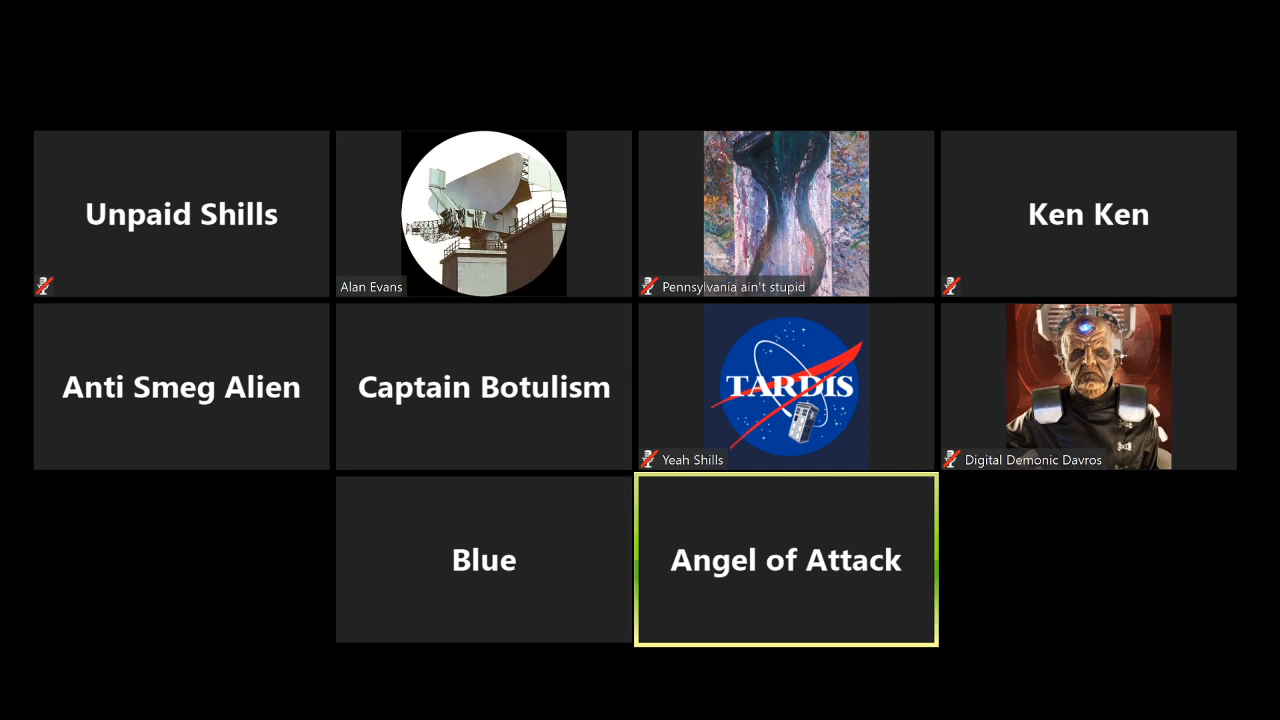 Unpaid Shills
Alan Evans
Pennsylvania ain't stupid
Ken Ken
Anti Smeg Alien
Captain Botulism
TARDIS
Yeah Shills
Digital Demonic Davros
Blue
Angel of Attack